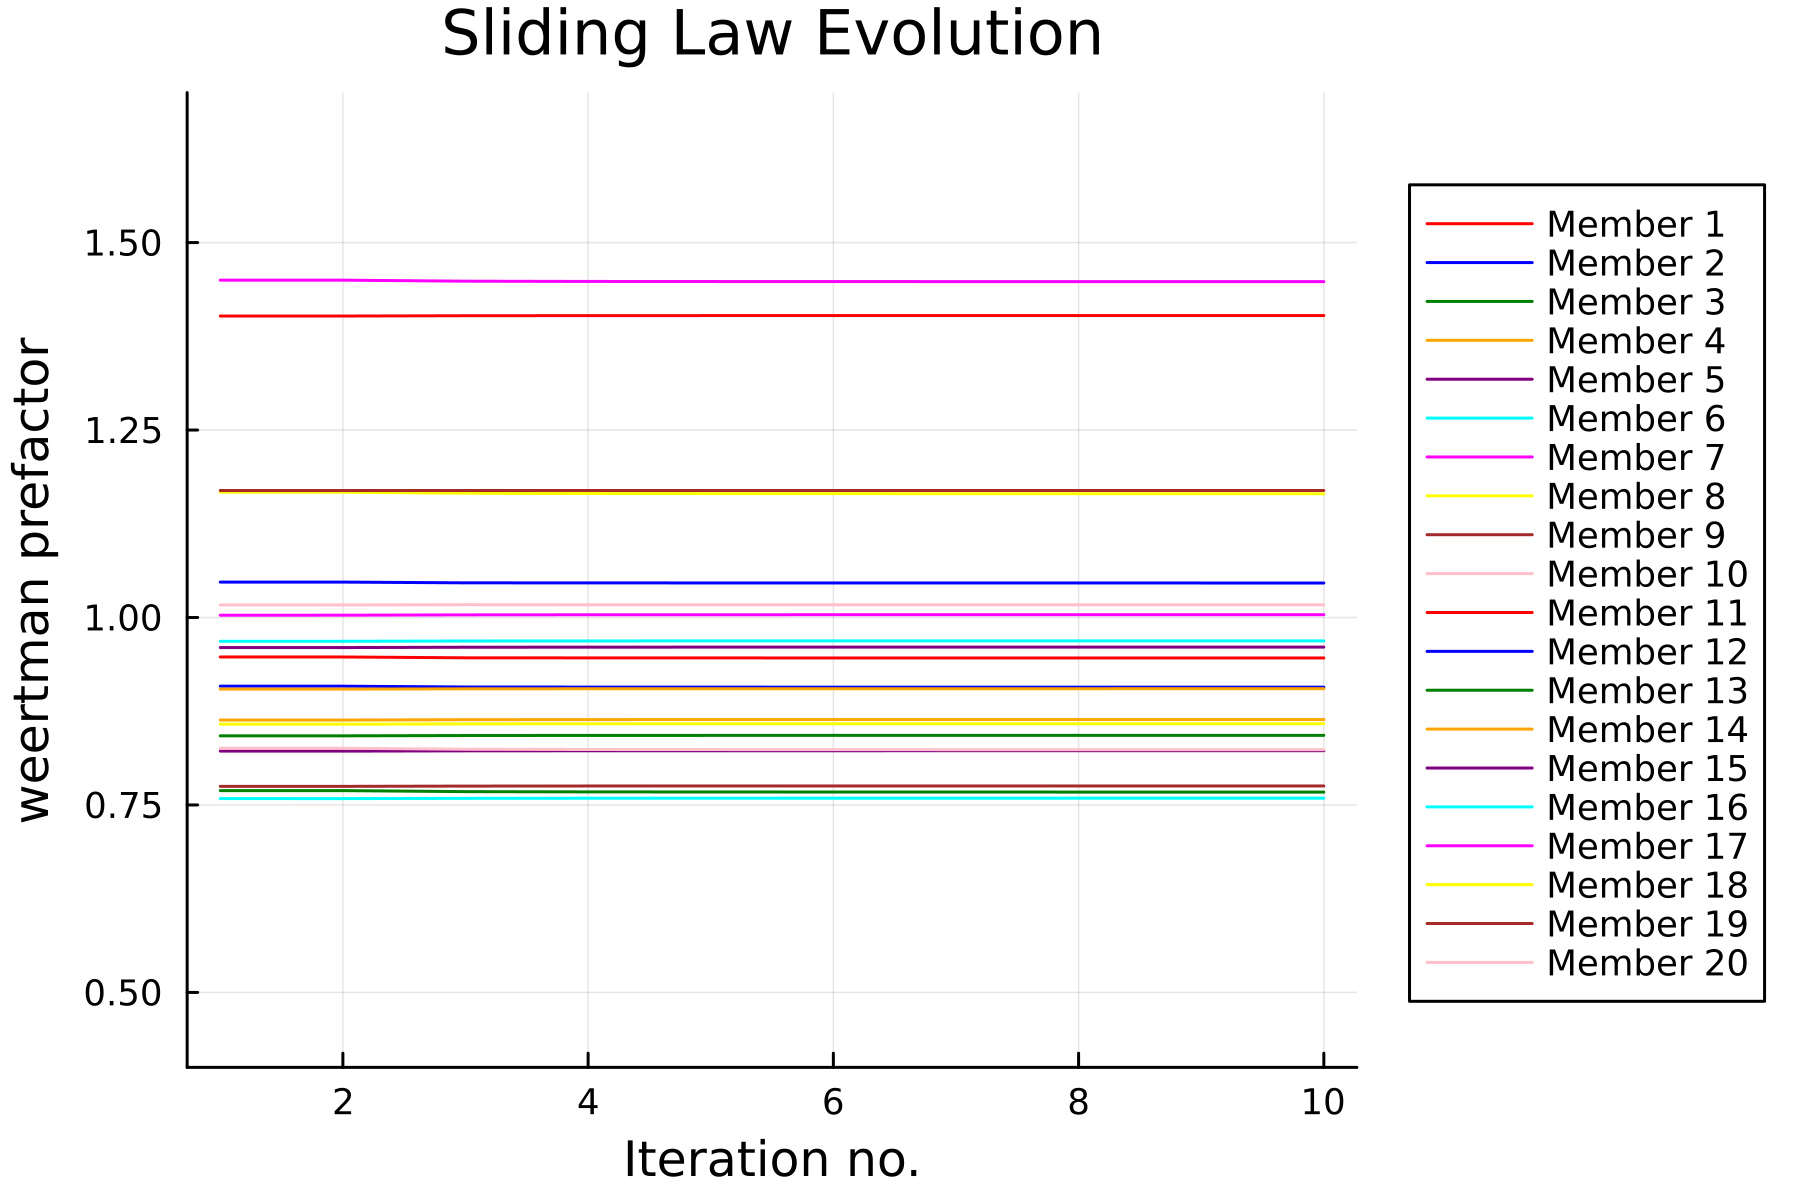 Sliding Law Evolution
weertman prefactor
1.50
1.25
1.00
0.75
0.50
2
4
6
8
10
Iteration no.
Member 1
Member 2
Member 3
Member 4
Member 5
Member 6
Member 7
Member 8
Member 9
Member 10
Member 11
Member 12
Member 13
Member 14
Member 15
Member 16
Member 17
Member 18
Member 19
Member 20